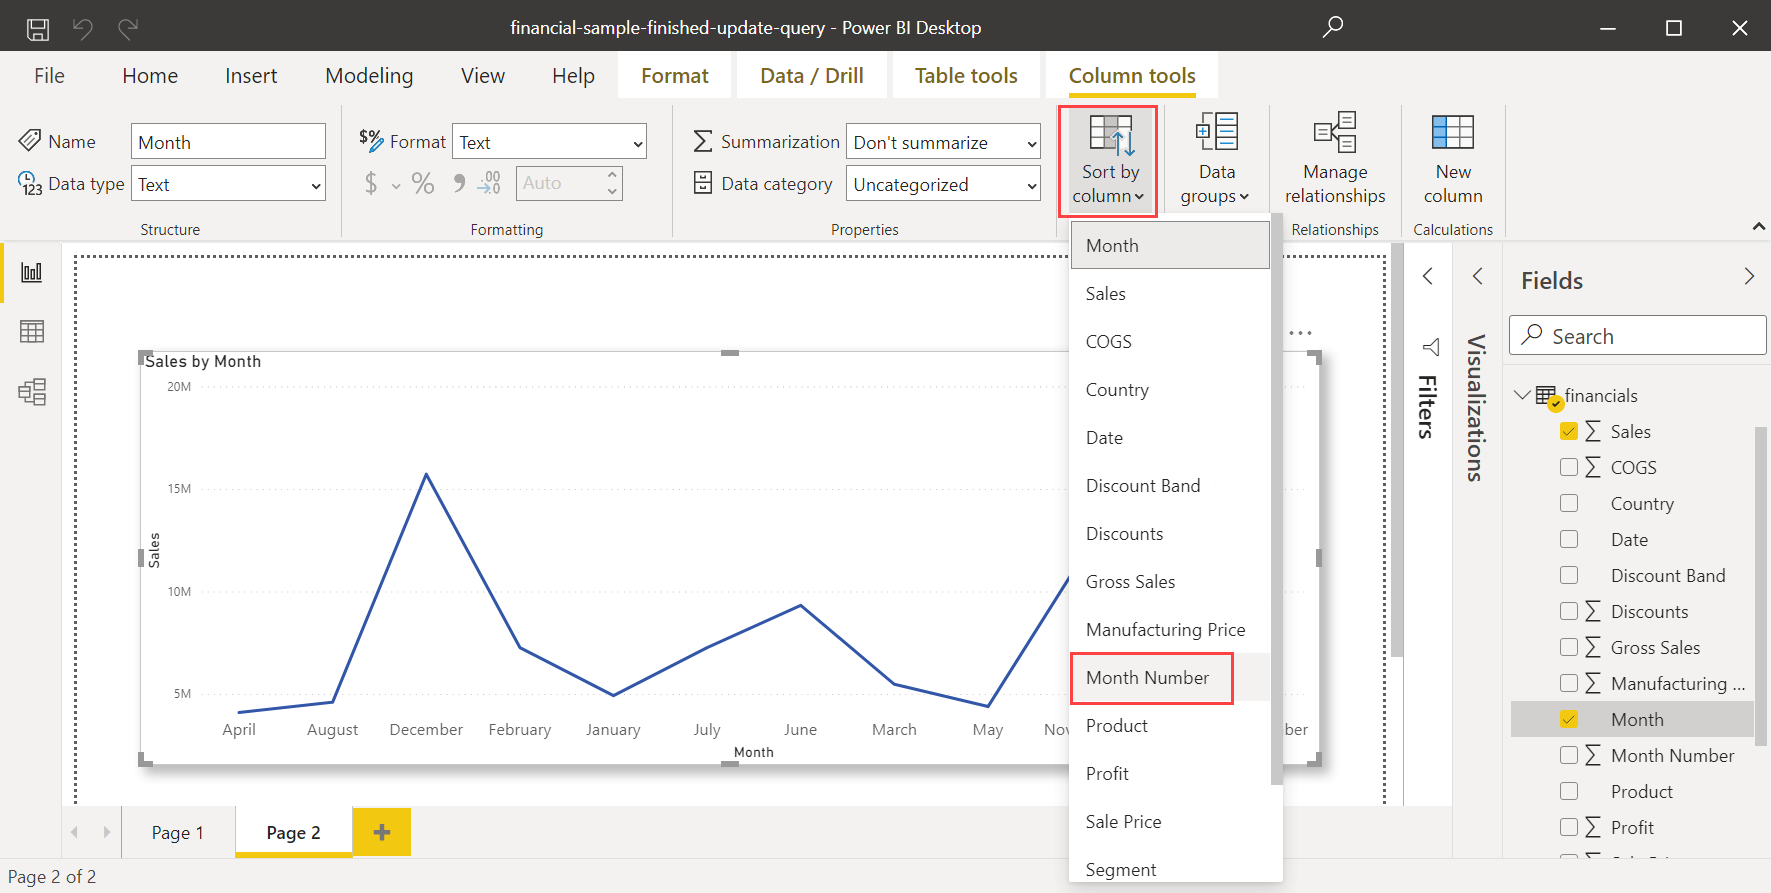 financial-sample-finished-update-query - Power BI Desktop
File Home Insert Modeling View Help Format Data / Drill Table tools Column tools
Name Month
Data type Text
Structure
$% Format Text
$ % 9 .00 Auto
Formatting
Summarization Don't summarize
Data category Uncategorized
Properties
Sort by
column
Data
groups
Manage
relationships
Relationships
New
column
Calculations
Month
Sales
COGS
Country
Date
Discount Band
Discounts
Gross Sales
Manufacturing Price
Month Number
Product
Profit
Sale Price
Segment
Sales by Month
20M
15M
10M
5M
Sales
April August December February January July June March May Nov ber
Month
Filters
Visualizations
Fields
Search
financials
Sales
COGS
Country
Date
Discount Band
Discounts
Gross Sales
Manufacturing ...
Month
Month Number
Product
Profit
Page 1 Page 2 +
Page 2 of 2